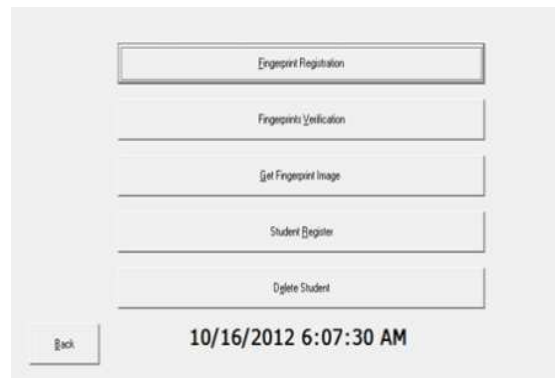 Fingerprint Registration
Fingerprints Verification
Get Fingerprint Image
Student Register
Delete Student
Back
10/16/2012 6:07:30 AM